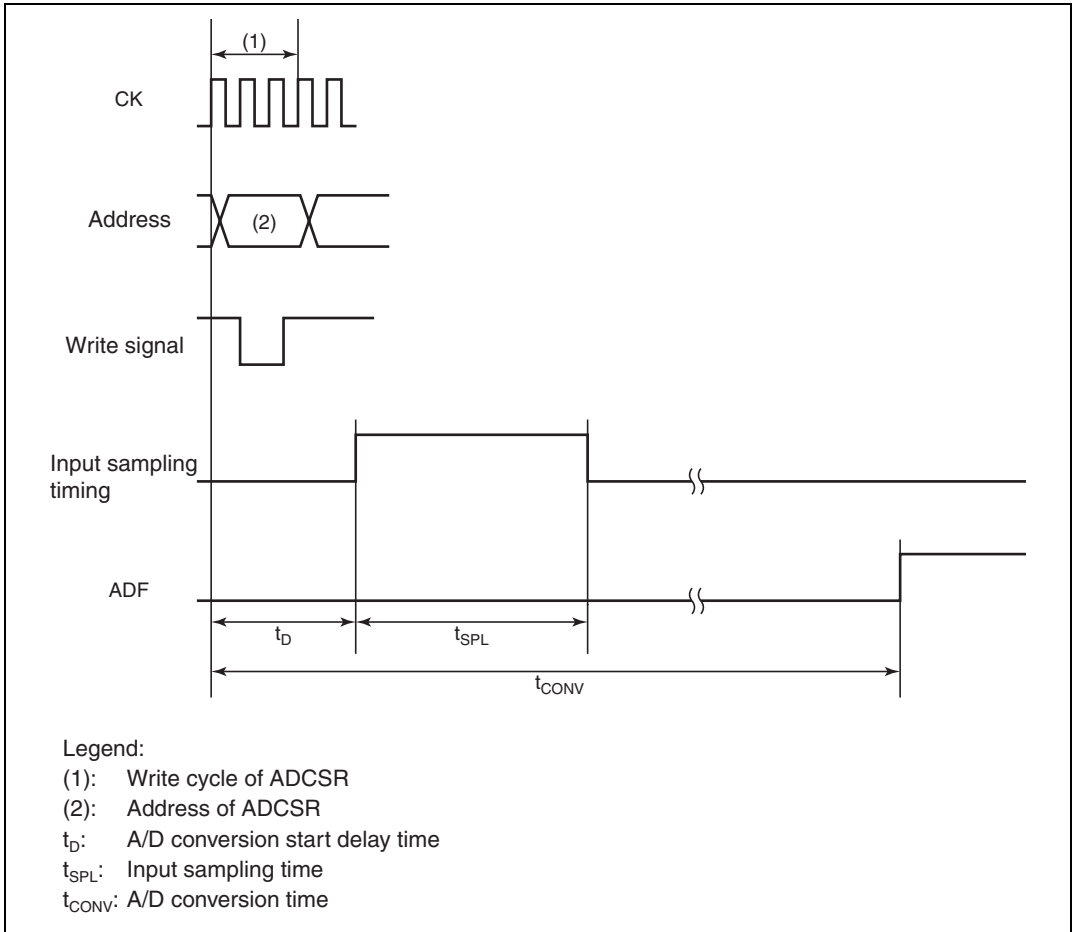 (1)
CK
Address
(2)
Write signal
Input sampling
timing
ADF
tD
tSPL
tCONV
Legend:
(1): Write cycle of ADCSR
(2): Address of ADCSR
tD: A/D conversion start delay time
tSPL: Input sampling time
tCONV: A/D conversion time